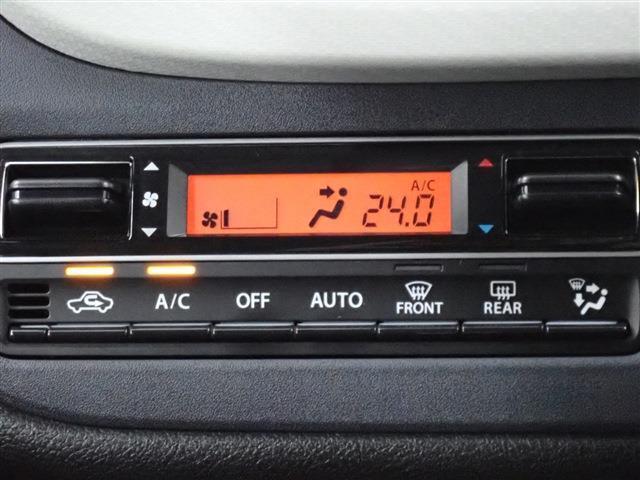 A/C
24.0
A/C OFF AUTO FRONT REAR